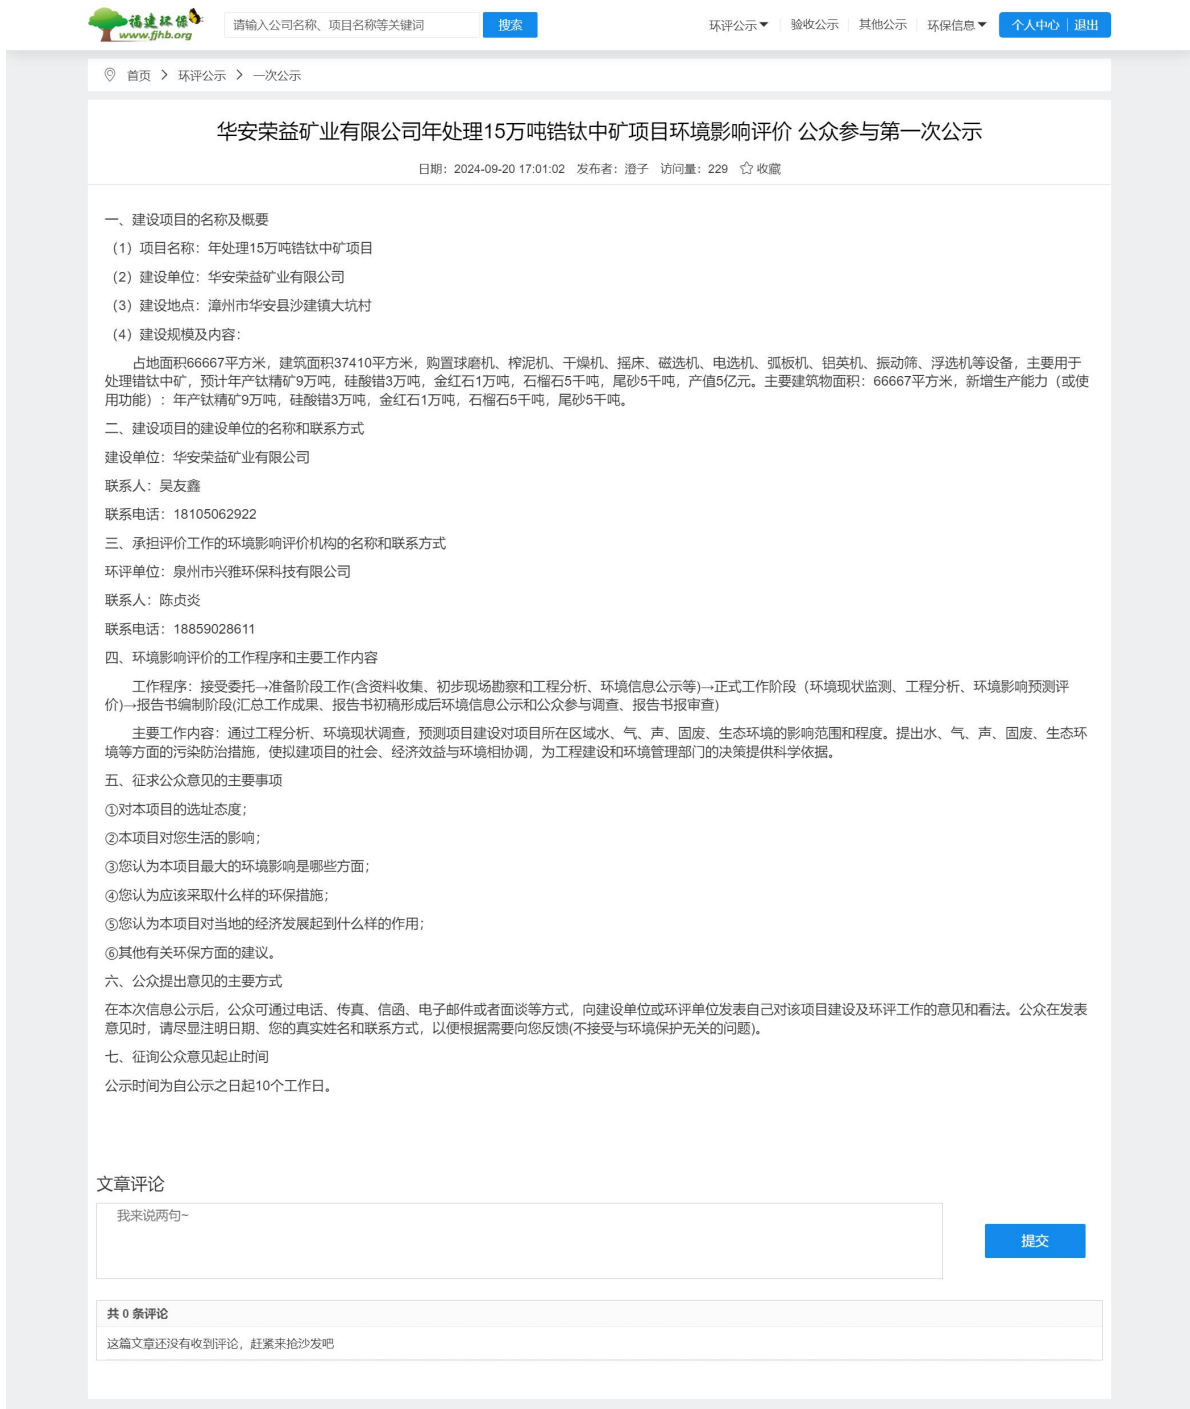 福建环保
www.fjhb.org
请输入公司名称、项目名称等关键词
搜索
环评公示
验收公示
其他公示
环保信息
个人中心 | 退出
首页 > 环评公示 > 一次公示
华安荣益矿业有限公司年处理15万吨锆钛中矿项目环境影响评价 公众参与第一次公示
日期：2024-09-20 17:01:02 发布者：澄子 访问量：229 收藏
一、建设项目的名称及概要
（1）项目名称：年处理15万吨锆钛中矿项目
（2）建设单位：华安荣益矿业有限公司
（3）建设地点：漳州市华安县沙建镇大坑村
（4）建设规模及内容：
占地面积66667平方米，建筑面积37410平方米，购置球磨机、榨泥机、干燥机、摇床、磁选机、电选机、弧板机、铝英机、振动筛、浮选机等设备，主要用于
处理错钛中矿，预计年产钛精矿9万吨，硅酸错3万吨，金红石1万吨，石榴石5千吨，尾砂5千吨，产值5亿元。主要建筑物面积：66667平方米，新增生产能力（或使
用功能）：年产钛精矿9万吨，硅酸错3万吨，金红石1万吨，石榴石5千吨，尾砂5千吨。
二、建设项目的建设单位的名称和联系方式
建设单位：华安荣益矿业有限公司
联系人：吴友鑫
联系电话：18105062922
三、承担评价工作的环境影响评价机构的名称和联系方式
环评单位：泉州市兴雅环保科技有限公司
联系人：陈贞炎
联系电话：18859028611
四、环境影响评价的工作程序和主要工作内容
工作程序：接受委托→准备阶段工作(含资料收集、初步现场勘察和工程分析、环境信息公示等)→正式工作阶段（环境现状监测、工程分析、环境影响预测评
价)→报告书编制阶段(汇总工作成果、报告书初稿形成后环境信息公示和公众参与调查、报告书报审查)
主要工作内容：通过工程分析、环境现状调查，预测项目建设对项目所在区域水、气、声、固废、生态环境的影响范围和程度。提出水、气、声、固废、生态环
境等方面的污染防治措施，使拟建项目的社会、经济效益与环境相协调，为工程建设和环境管理部门的决策提供科学依据。
五、征求公众意见的主要事项
①对本项目的选址态度；
②本项目对您生活的影响；
③您认为本项目最大的环境影响是哪些方面；
④您认为应该采取什么样的环保措施；
⑤您认为本项目对当地的经济发展起到什么样的作用；
⑥其他有关环保方面的建议。
六、公众提出意见的主要方式
在本次信息公示后，公众可通过电话、传真、信函、电子邮件或者面谈等方式，向建设单位或环评单位发表自己对该项目建设及环评工作的意见和看法。公众在发表
意见时，请尽显注明日期、您的真实姓名和联系方式，以便根据需要向您反馈(不接受与环境保护无关的问题)。
七、征询公众意见起止时间
公示时间为自公示之日起10个工作日。
文章评论
我来说两句~
提交
共 0 条评论
这篇文章还没有收到评论，赶紧来抢沙发吧